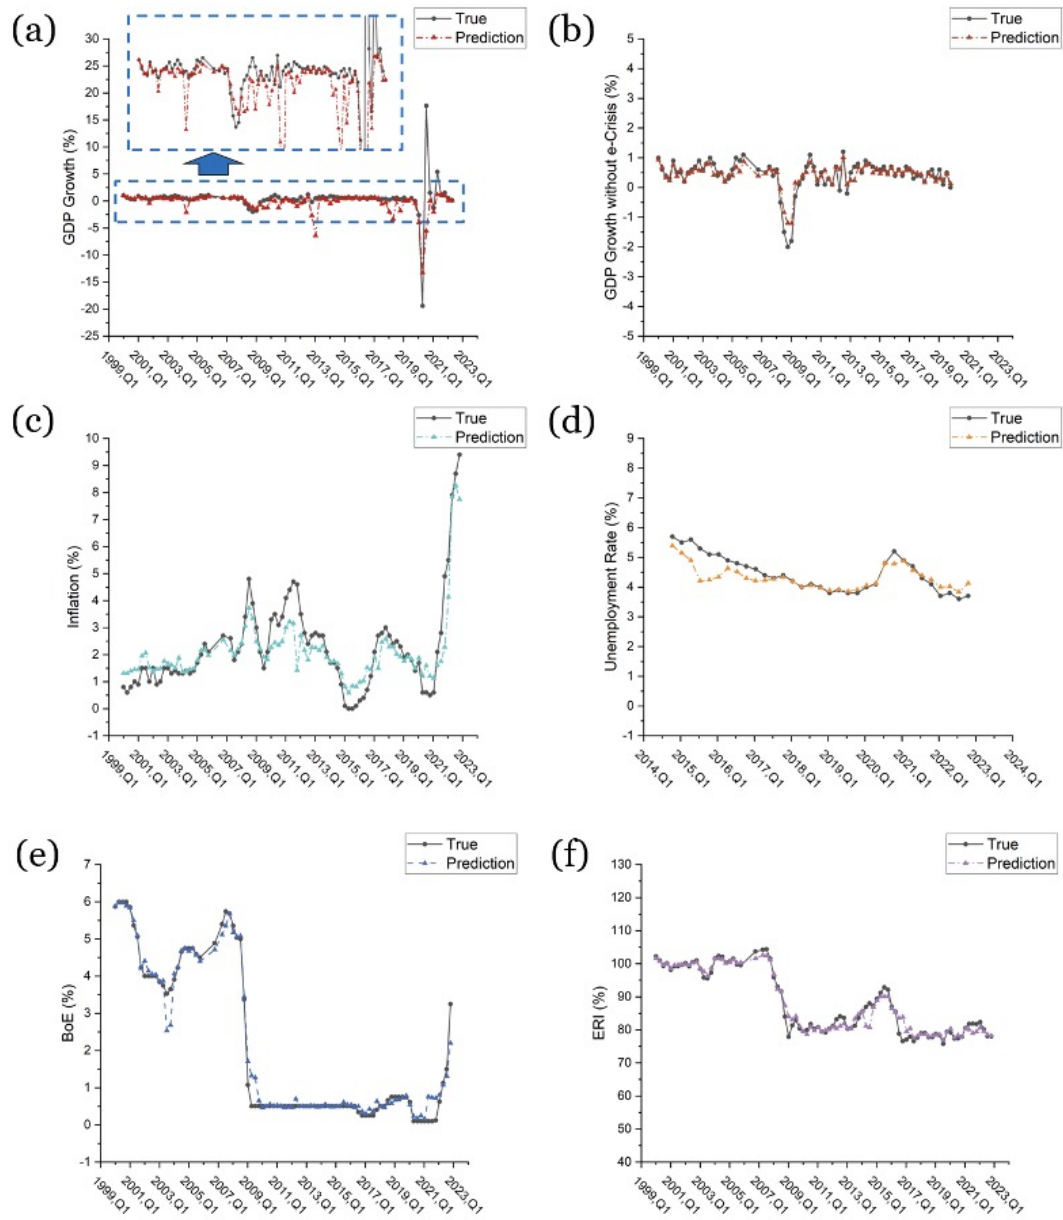 (a)
True
Prediction
GDP Growth (%)
30
25
20
15
10
5
0
-5
-10
-15
-20
-25
1999,Q1
2001,Q1
2003,Q1
2005,Q1
2007,Q1
2009,Q1
2011,Q1
2013,Q1
2015,Q1
2017,Q1
2019,Q1
2021,Q1
2023,Q1
(b)
True
Prediction
GDP Growth without e-Crisis (%)
5
4
3
2
1
0
-1
-2
-3
-4
-5
1999,Q1
2001,Q1
2003,Q1
2005,Q1
2007,Q1
2009,Q1
2011,Q1
2013,Q1
2015,Q1
2017,Q1
2019,Q1
2021,Q1
2023,Q1
(c)
True
Prediction
Inflation (%)
10
9
8
7
6
5
4
3
2
1
0
-1
1999,Q1
2001,Q1
2003,Q1
2005,Q1
2007,Q1
2009,Q1
2011,Q1
2013,Q1
2015,Q1
2017,Q1
2019,Q1
2021,Q1
2023,Q1
(d)
True
Prediction
Unemployment Rate (%)
9
8
7
6
5
4
3
2
1
0
-1
2014,Q1
2015,Q1
2016,Q1
2017,Q1
2018,Q1
2019,Q1
2020,Q1
2021,Q1
2022,Q1
2023,Q1
2024,Q1
(e)
True
Prediction
BoE (%)
7
6
5
4
3
2
1
0
-1
1999,Q1
2001,Q1
2003,Q1
2005,Q1
2007,Q1
2009,Q1
2011,Q1
2013,Q1
2015,Q1
2017,Q1
2019,Q1
2021,Q1
2023,Q1
(f)
True
Prediction
ERI (%)
130
120
110
100
90
80
70
60
50
40
1999,Q1
2001,Q1
2003,Q1
2005,Q1
2007,Q1
2009,Q1
2011,Q1
2013,Q1
2015,Q1
2017,Q1
2019,Q1
2021,Q1
2023,Q1